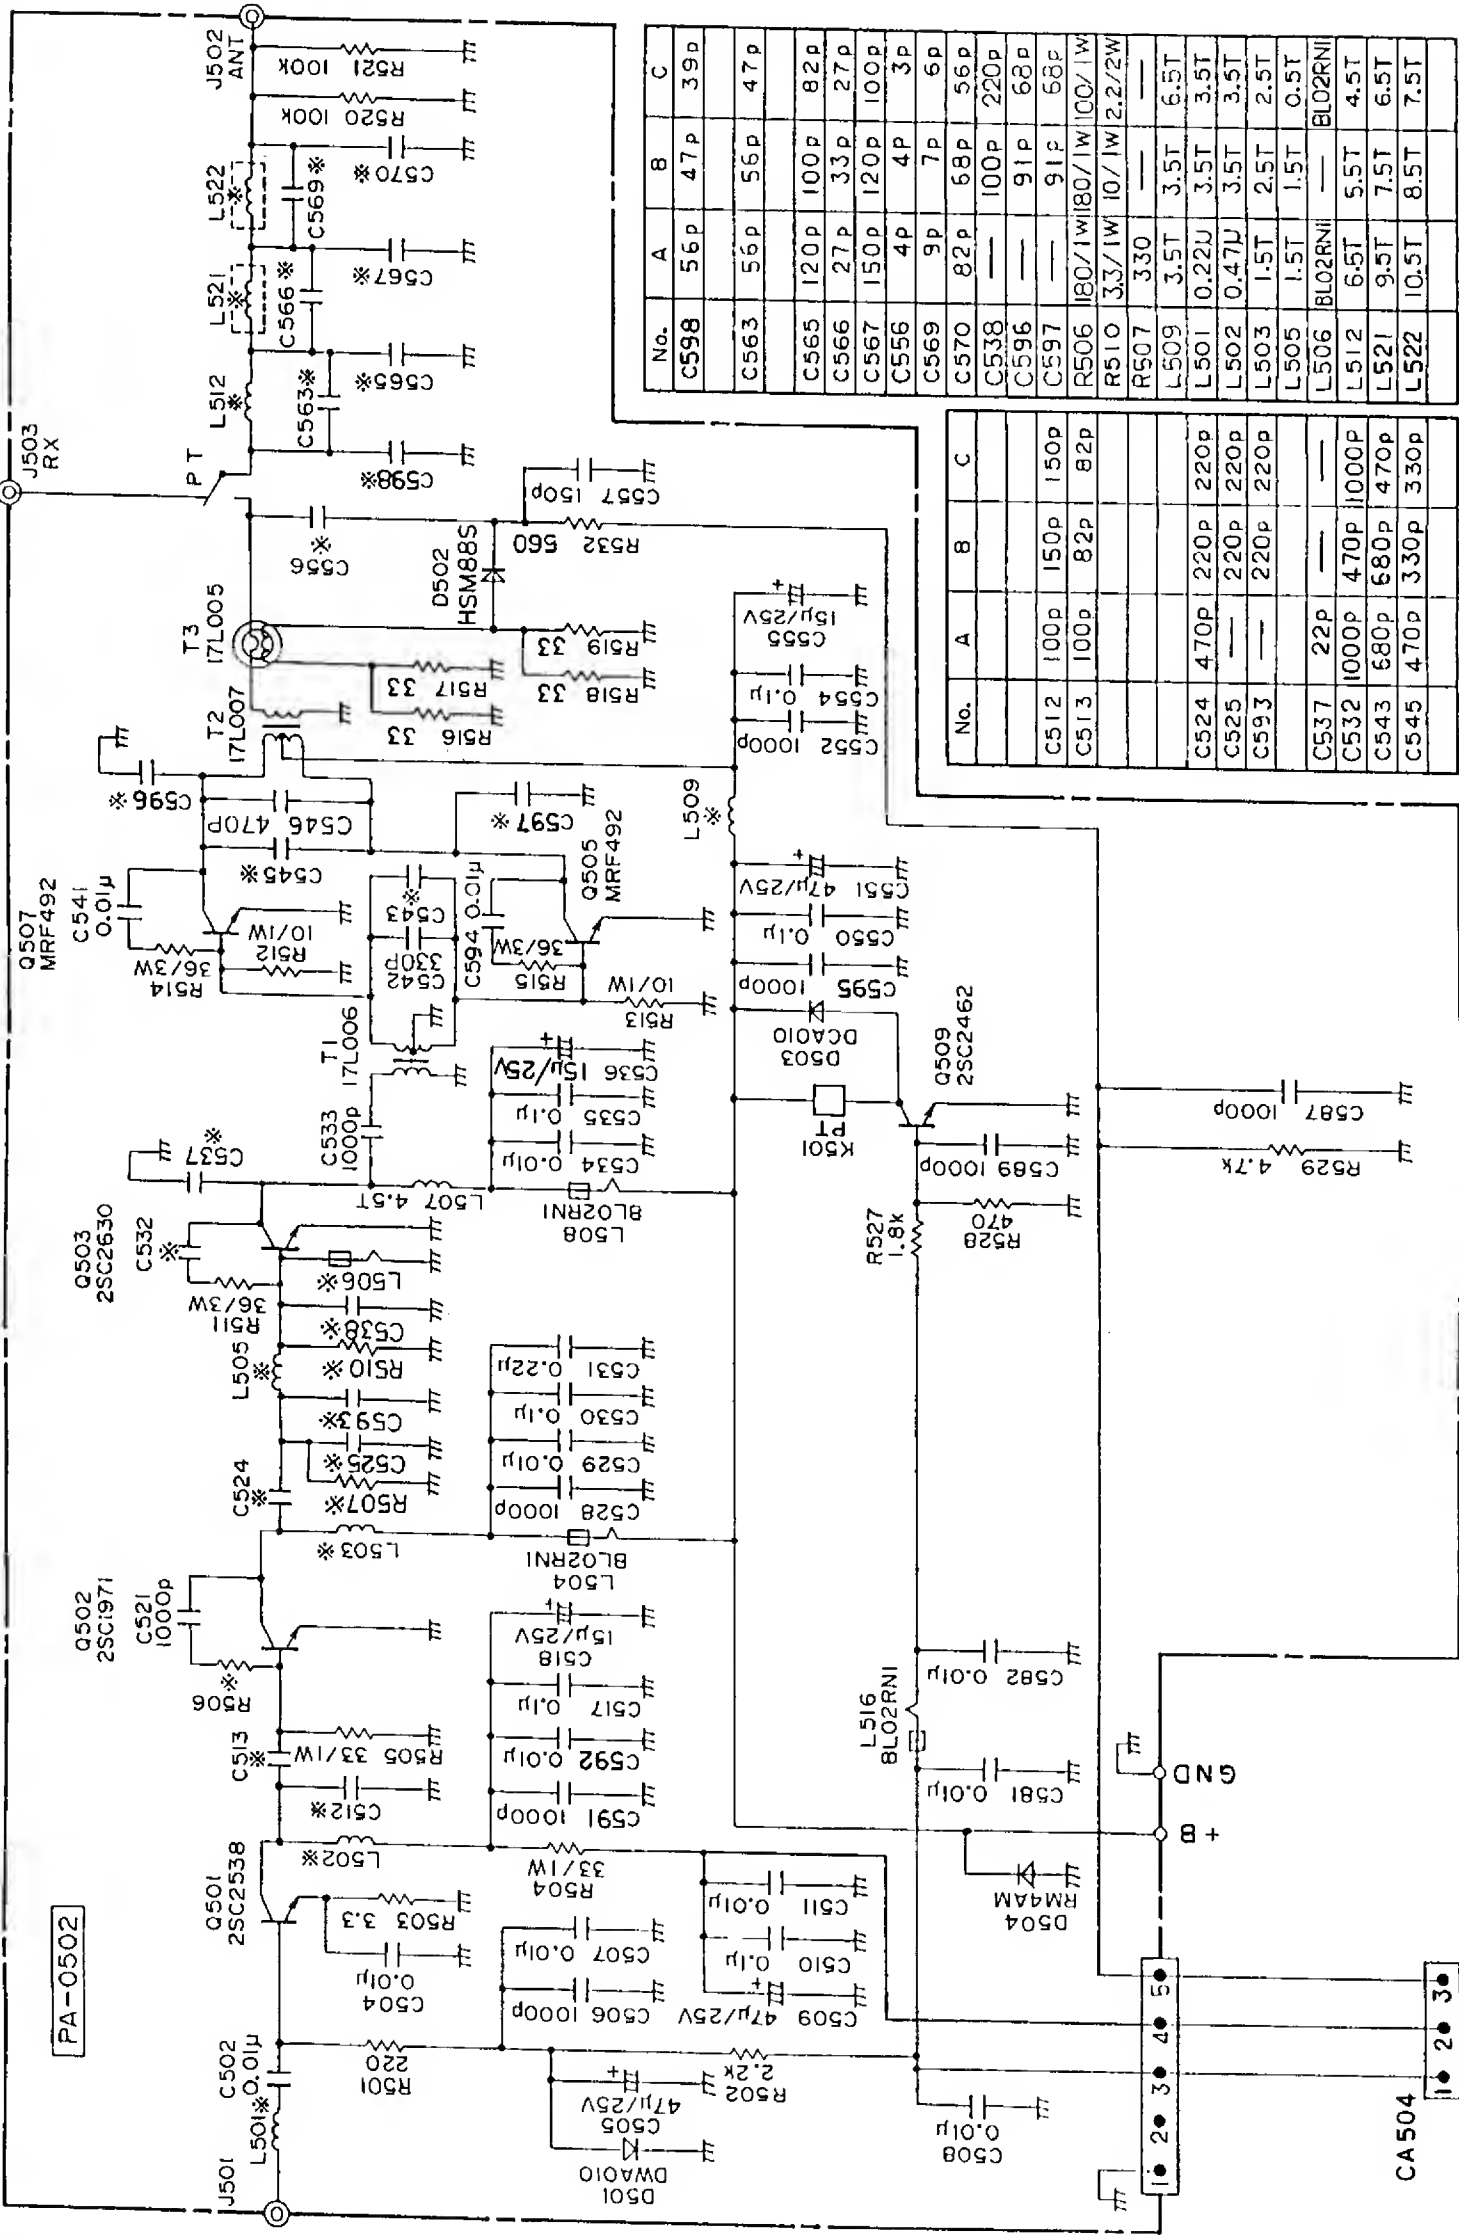 PA-0502
J501
L501※
C502
0.01µ
R501
220
Q501
2SC2538
C504
0.01µ
R503
3.3
L502※
C512※
C513
※
R505 33/1W
R506
※
Q502
2SC1971
C521
1000p
L503※
C524
※
R507※
C525※
C593※
L505
※
R510※
C538※
L506※
R511
36/3W
C532
※
Q503
2SC2630
C537
※
C533
1000p
L507 4.5T
T1
17L006
R514
36/3W
R512
10/1W
Q507
MRF492
C541
0.01µ
C542
330p
C543
※
C594 0.01µ
R515
36/3W
R513
10/1W
Q505
MRF492
C545※
C546
470P
C596※
C597※
T2
17L007
T3
17L005
R516
33
R517
33
R518
33
R519
33
D502
HSM88S
C556
※
R532
560
C557 150p
PT
J503
RX
C598※
L512
※
C563※
C565※
L521
※
C566※
C567※
L522
※
C569※
C570※
R520 100k
R521
100k
J502
ANT
D501
DWA010
C505
47µ/25V
+
R502
2.2k
C506 1000p
C507 0.01µ
C508
0.01µ
C509
47µ/25V
+
C510
0.1µ
C511
0.01µ
R504
33/1W
C591
1000p
C592
0.01µ
C517
0.1µ
C518
15µ/25V
+
L504
BL02RN1
C528
1000p
C529
0.01µ
C530
0.1µ
C531
0.22µ
L508
BL02RN1
C534
0.01µ
C535
0.1µ
C536
15µ/25V
+
K501
PT
D503
DCA010
C595
1000p
C550
0.1µ
C551
47µ/25V
+
L509
※
C552
1000p
C554
0.1µ
C555
15µ/25V
+
Q509
2SC2462
R527
1.8k
R528
470
C589 1000p
R529
4.7k
C587
1000p
L516
BL02RN1
C581
0.01µ
C582
0.01µ
D504
RM4AM
+B
GND
1 2 3 4 5
CA504
1 2 3
No. A B C
C512 100p 150p 150p
C513 100p 82p 82p
C524 470p 220p 220p
C525 — 220p 220p
C593 — 220p 220p
C537 22p — —
C532 1000p 470p 1000p
C543 680p 680p 470p
C545 470p 330p 330p
No. A B C
C598 56p 47p 39p
C563 56p 56p 47p
C565 120p 100p 82p
C566 27p 33p 27p
C567 150p 120p 100p
C556 4p 4p 3p
C569 9p 7p 6p
C570 82p 68p 56p
C538 — 100p 220p
C596 — 91p 68p
C597 — 91p 68p
R506 180/1W 180/1W 100/1W
R510 3.3/1W 10/1W 2.2/2W
R507 330 — —
L509 3.5T 3.5T 6.5T
L501 0.22U 3.5T 3.5T
L502 0.47U 3.5T 3.5T
L503 1.5T 2.5T 2.5T
L505 1.5T 1.5T 0.5T
L506 BL02RN1 — BL02RN1
L512 6.5T 5.5T 4.5T
L521 9.5T 7.5T 6.5T
L522 10.5T 8.5T 7.5T